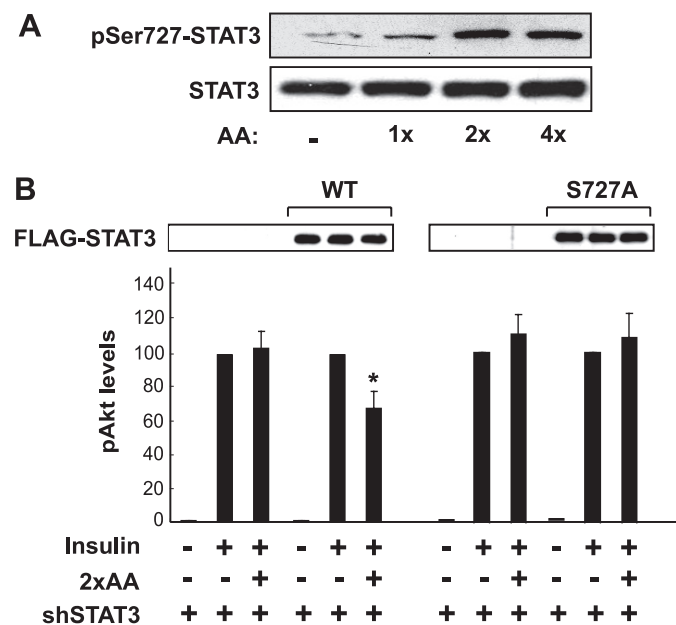 A
pSer727-STAT3
STAT3
AA: - 1x 2x 4x
B
WT S727A
FLAG-STAT3
pAkt levels
140
120
100
80
60
40
20
0
*
Insulin - + + - + + - + + - + +
2xAA - - + - - + - - + - - +
shSTAT3 + + + + + + + + + + + +